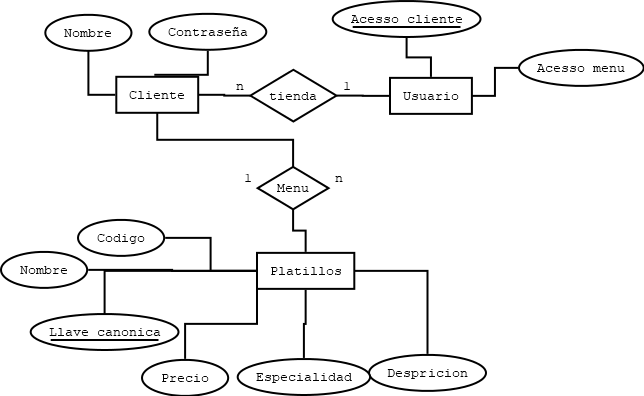 Nombre
Contraseña
Acesso cliente
Acesso menu
Cliente
n
tienda
1
Usuario
1
Menu
n
Codigo
Nombre
Platillos
Llave canonica
Precio
Especialidad
Despricion